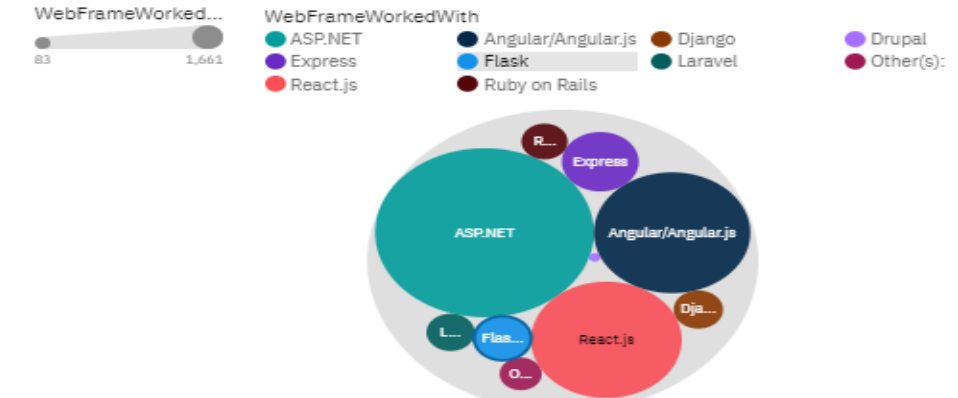 WebFrameWorked...
83 1,661
WebFrameWorkedWith
ASP.NET Angular/Angular.js Django Drupal
Express Flask Laravel Other(s):
React.js Ruby on Rails
R...
Express
ASP.NET
Angular/Angular.js
Dja...
L...
Flas...
React.js
O...